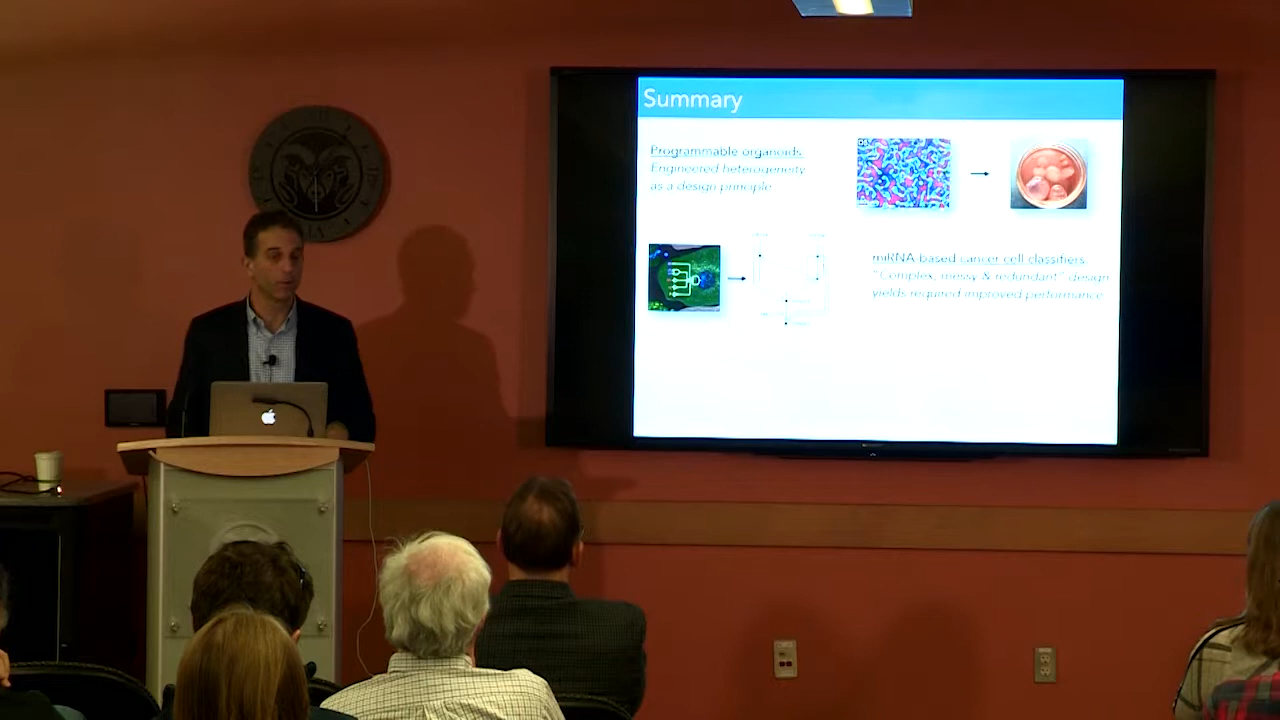 Summary
Programmable organoids
Engineered heterogeneity
as a design principle
miRNA based cancer cell classifiers
"Complex, messy & redundant" design
yields required improved performance